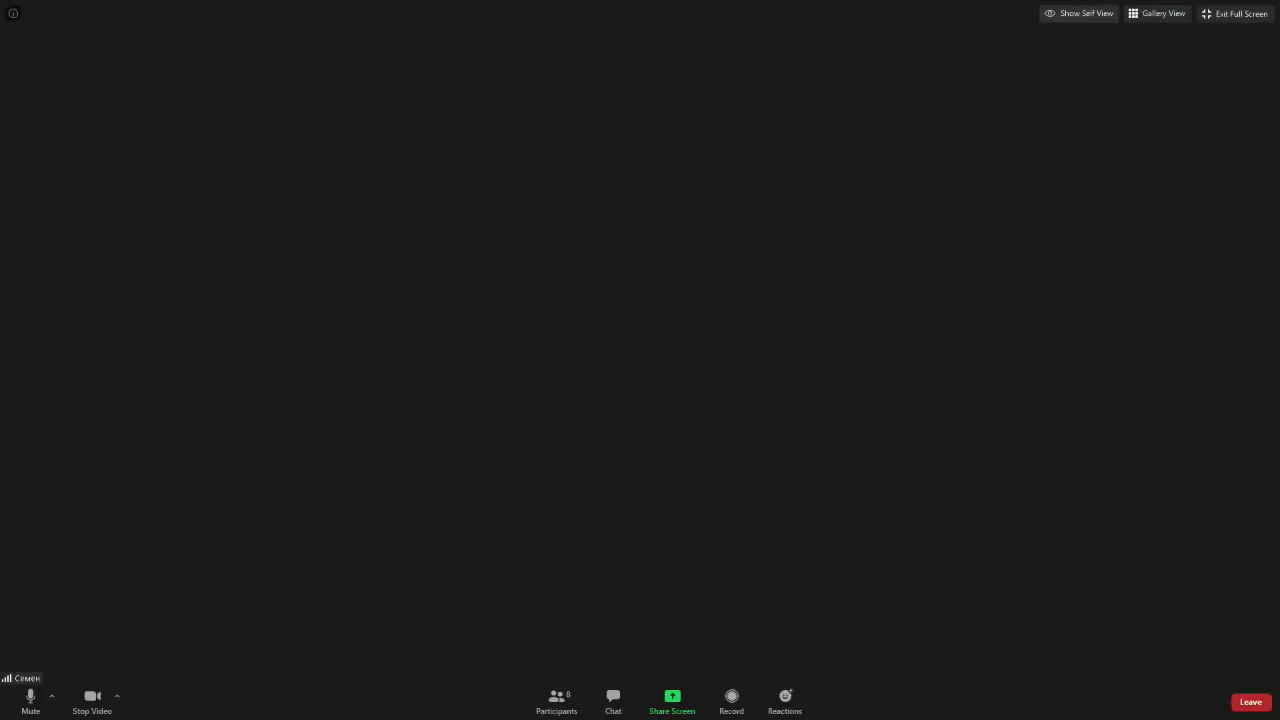 Show Self View
Gallery View
Exit Full Screen
Семен
Mute
Stop Video
Participants
8
Chat
Share Screen
Record
Reactions
Leave